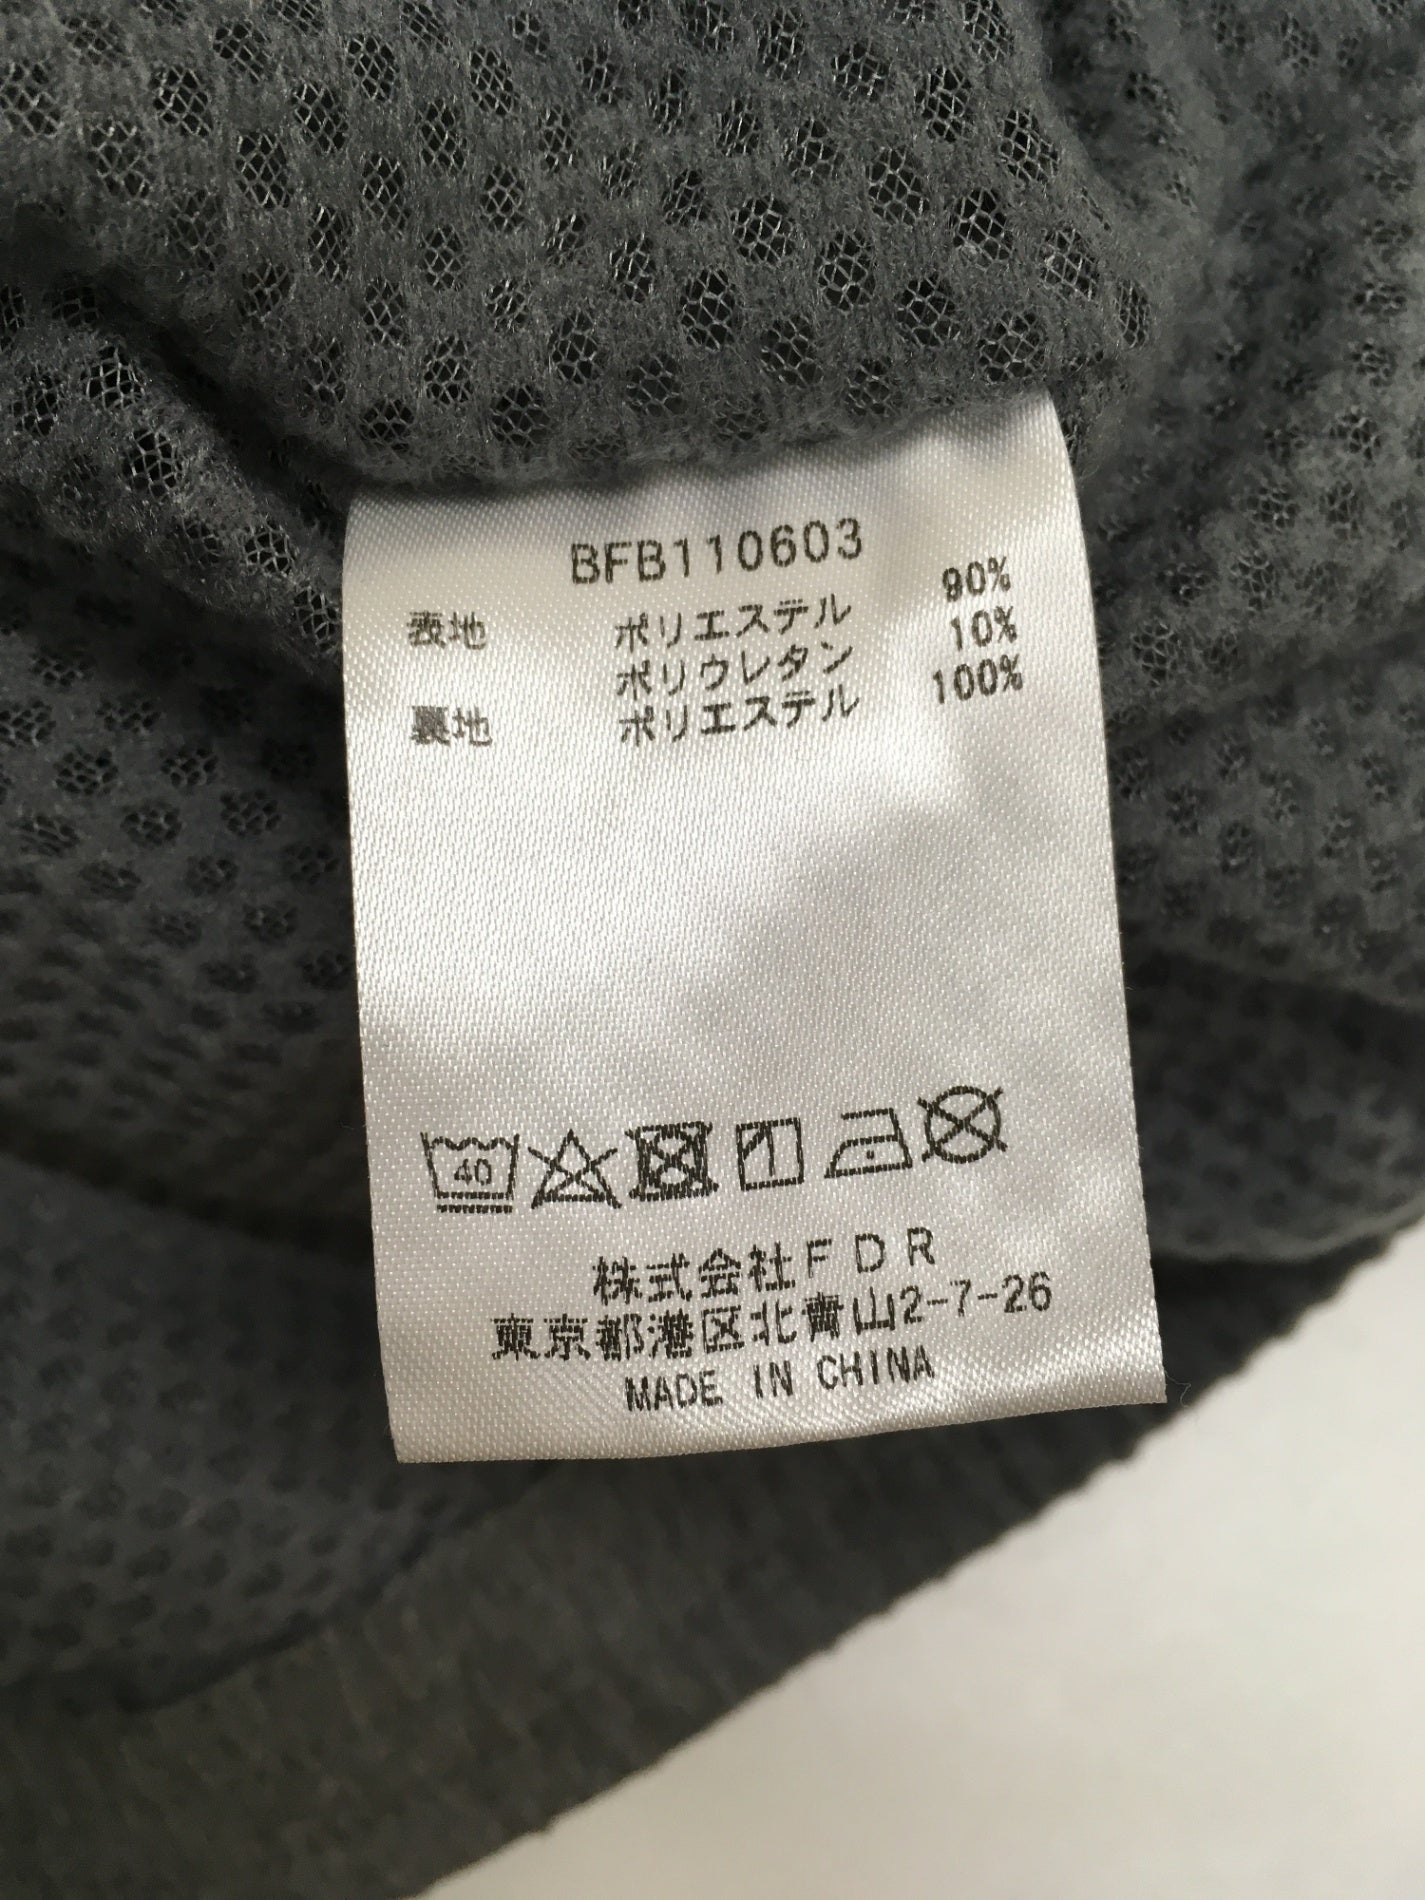 BFB110603
表地 ポリエステル 90%
ポリウレタン 10%
裏地 ポリエステル 100%
40
株式会社FDR
東京都港区北青山2-7-26
MADE IN CHINA